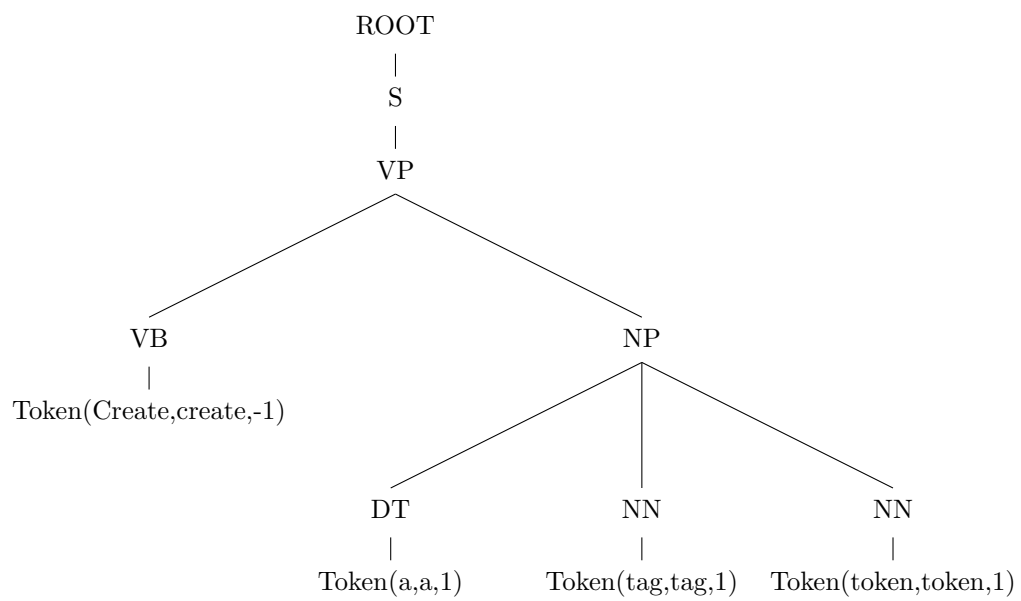 ROOT
S
VP
VB NP
Token(Create,create,-1)
DT NN NN
Token(a,a,1) Token(tag,tag,1) Token(token,token,1)